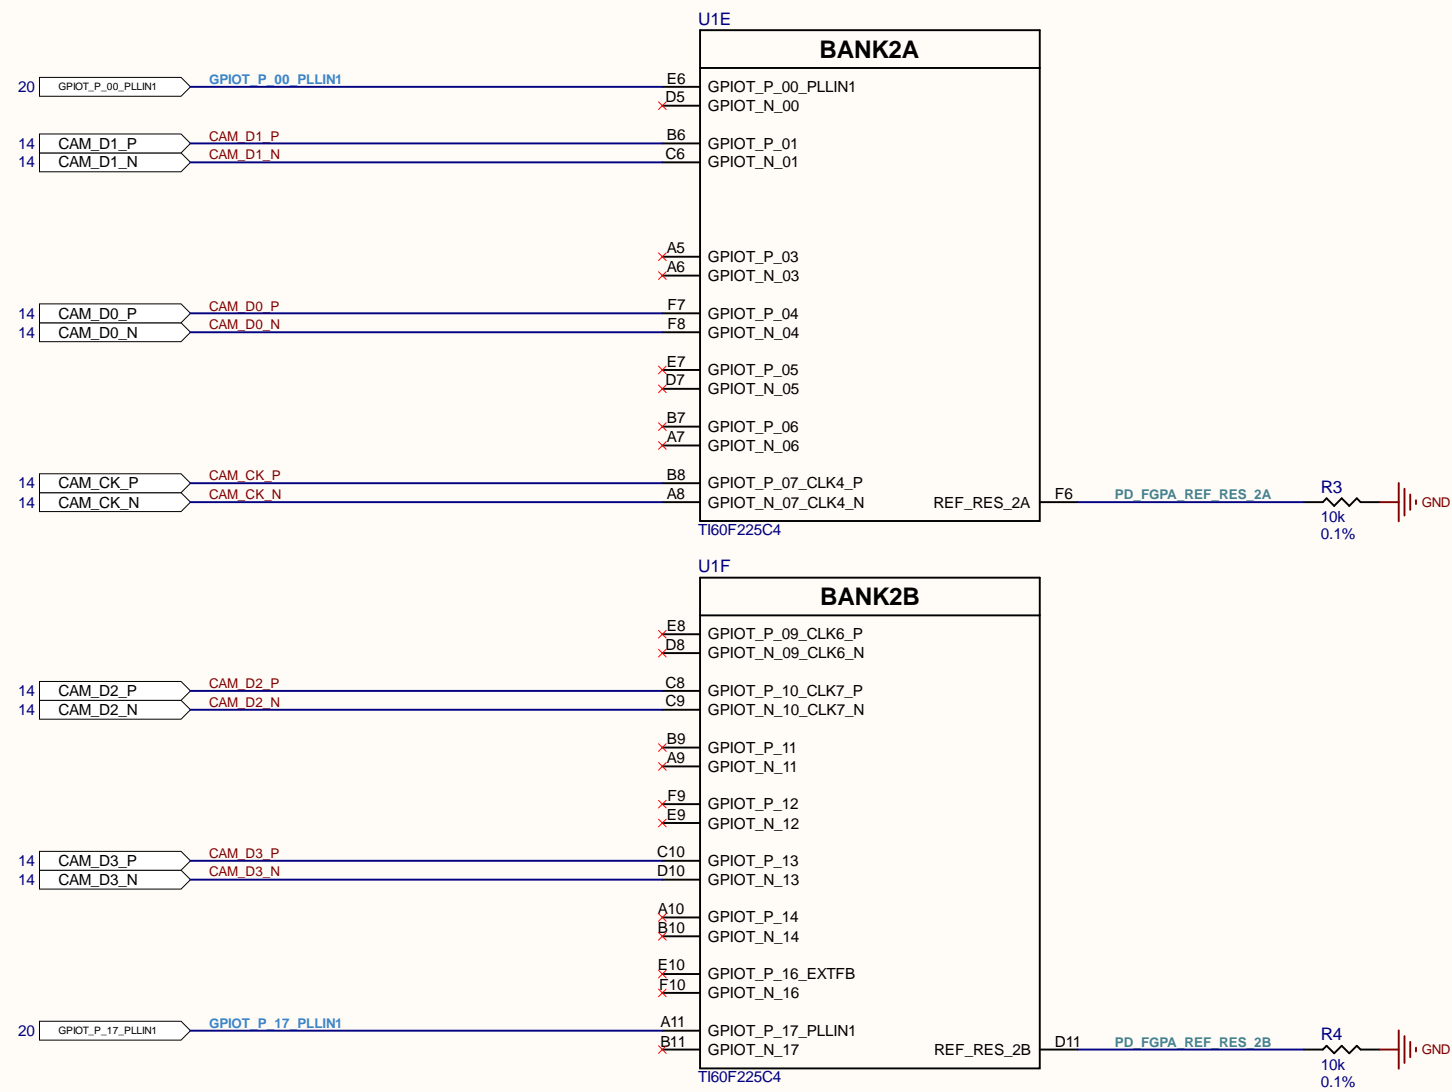 U1E
BANK2A
20 GPIOT_P_00_PLLIN1 GPIOT_P_00_PLLIN1 E6 GPIOT_P_00_PLLIN1
D5 GPIOT_N_00
14 CAM_D1_P CAM_D1_P B6 GPIOT_P_01
14 CAM_D1_N CAM_D1_N C6 GPIOT_N_01
A5 GPIOT_P_03
A6 GPIOT_N_03
14 CAM_D0_P CAM_D0_P F7 GPIOT_P_04
14 CAM_D0_N CAM_D0_N F8 GPIOT_N_04
E7 GPIOT_P_05
D7 GPIOT_N_05
B7 GPIOT_P_06
A7 GPIOT_N_06
14 CAM_CK_P CAM_CK_P B8 GPIOT_P_07_CLK4_P
14 CAM_CK_N CAM_CK_N A8 GPIOT_N_07_CLK4_N REF_RES_2A F6 PD_FGPA_REF_RES_2A R3 GND
10k
0.1%
TI60F225C4
U1F
BANK2B
E8 GPIOT_P_09_CLK6_P
D8 GPIOT_N_09_CLK6_N
14 CAM_D2_P CAM_D2_P C8 GPIOT_P_10_CLK7_P
14 CAM_D2_N CAM_D2_N C9 GPIOT_N_10_CLK7_N
B9 GPIOT_P_11
A9 GPIOT_N_11
F9 GPIOT_P_12
E9 GPIOT_N_12
14 CAM_D3_P CAM_D3_P C10 GPIOT_P_13
14 CAM_D3_N CAM_D3_N D10 GPIOT_N_13
A10 GPIOT_P_14
B10 GPIOT_N_14
E10 GPIOT_P_16_EXTFB
F10 GPIOT_N_16
20 GPIOT_P_17_PLLIN1 GPIOT_P_17_PLLIN1 A11 GPIOT_P_17_PLLIN1
B11 GPIOT_N_17 REF_RES_2B D11 PD_FGPA_REF_RES_2B R4 GND
10k
0.1%
TI60F225C4